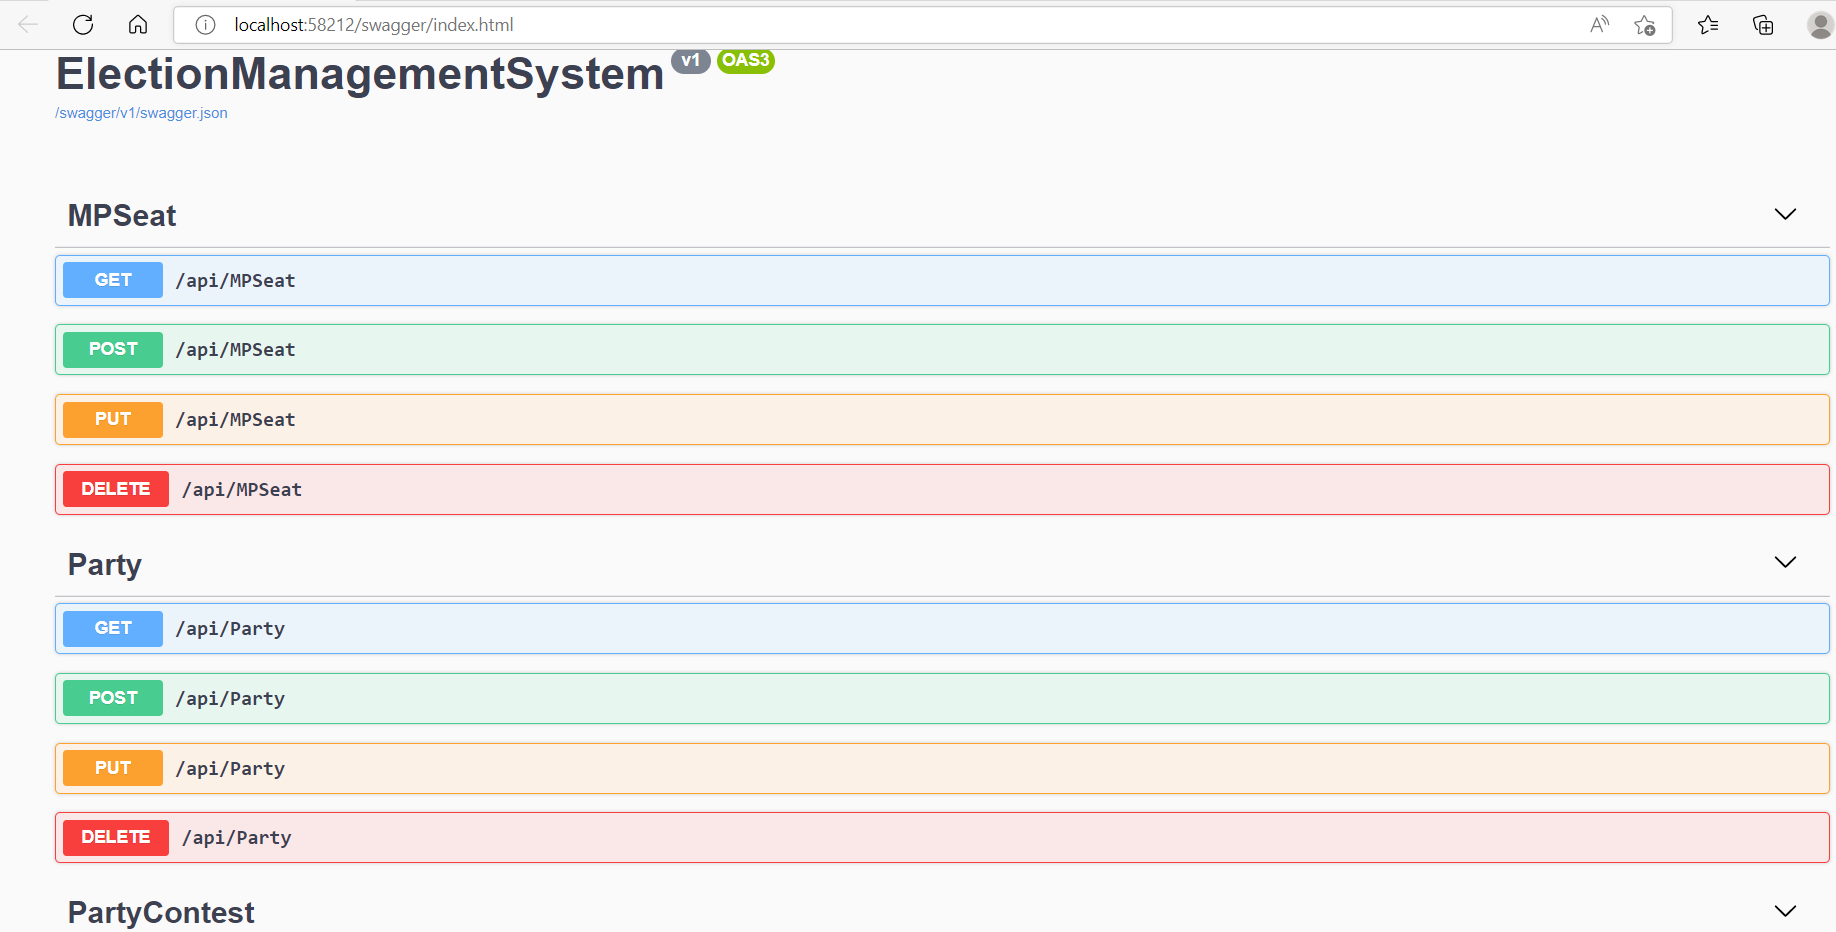 localhost:58212/swagger/index.html
ElectionManagementSystem v1 OAS3
/swagger/v1/swagger.json
MPSeat
GET /api/MPSeat
POST /api/MPSeat
PUT /api/MPSeat
DELETE /api/MPSeat
Party
GET /api/Party
POST /api/Party
PUT /api/Party
DELETE /api/Party
PartyContest